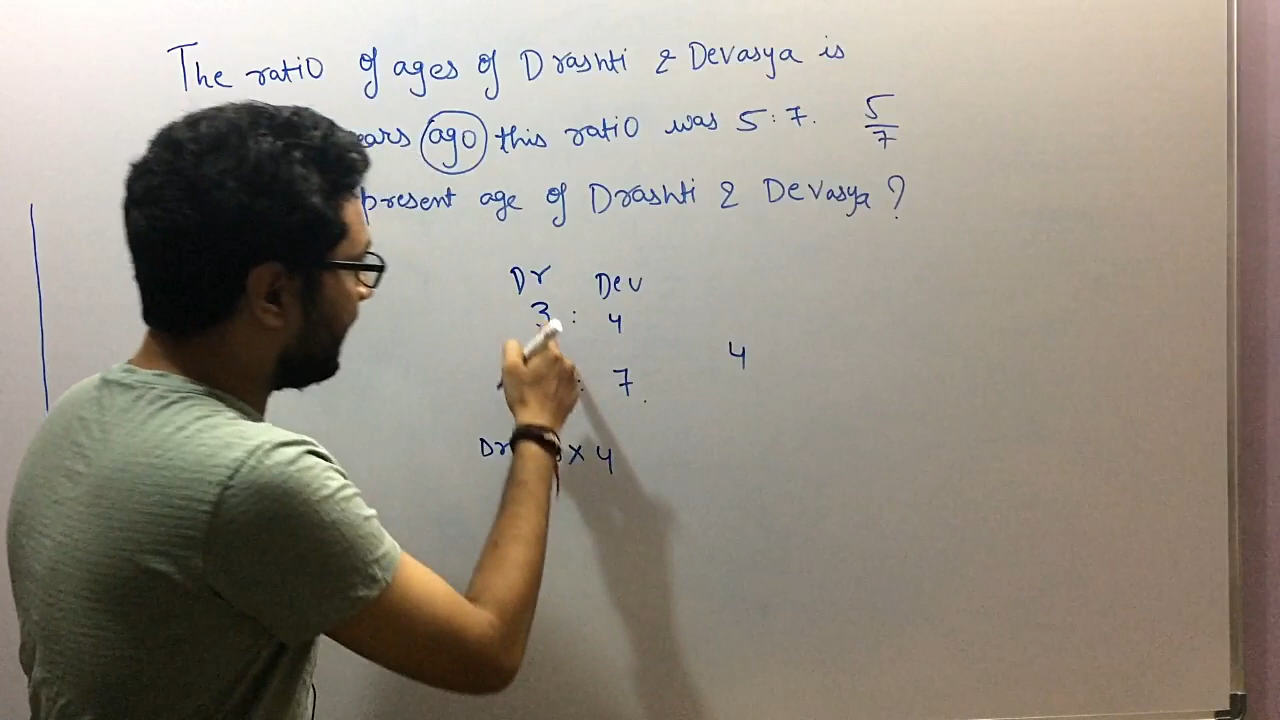 The ratio of ages of Drashti & Devasya is
ago this ratio was 5:7. 5/7
present age of Drashti & Devasya ?
Dr Dev
3 : 4
4
: 7
Dr × 4